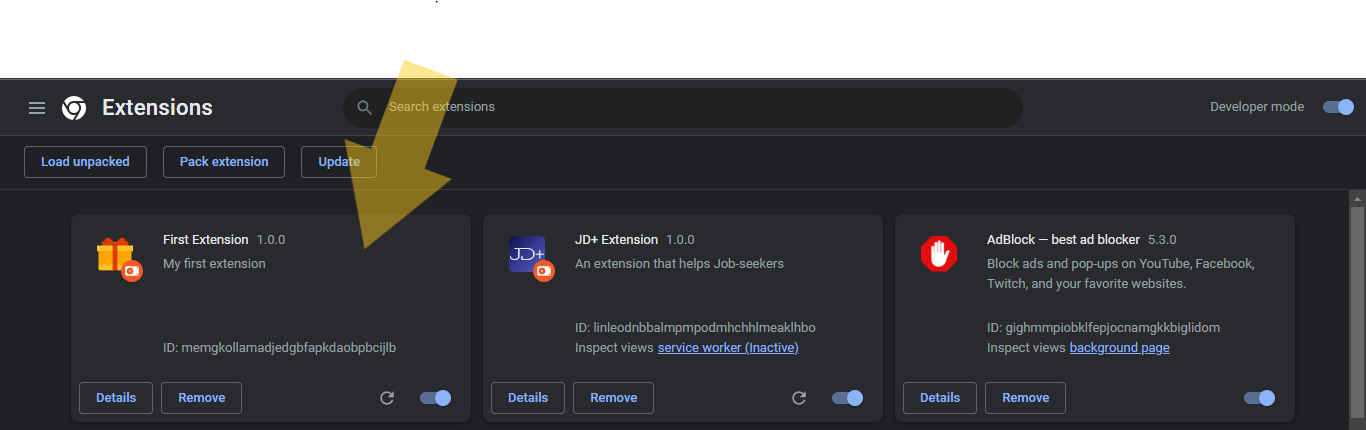 Extensions
Search extensions
Developer mode
Load unpacked
Pack extension
Update
First Extension 1.0.0
My first extension
ID: memgkollamadjedgbfapkdaobpbcijlb
Details
Remove
JD+
JD+ Extension 1.0.0
An extension that helps Job-seekers
ID: linleodnbbalmpmpodmhchhlmeaklhbo
Inspect views service worker (Inactive)
Details
Remove
AdBlock — best ad blocker 5.3.0
Block ads and pop-ups on YouTube, Facebook,
Twitch, and your favorite websites.
ID: gighmmpiobklfepjocnamgkkbiglidom
Inspect views background page
Details
Remove